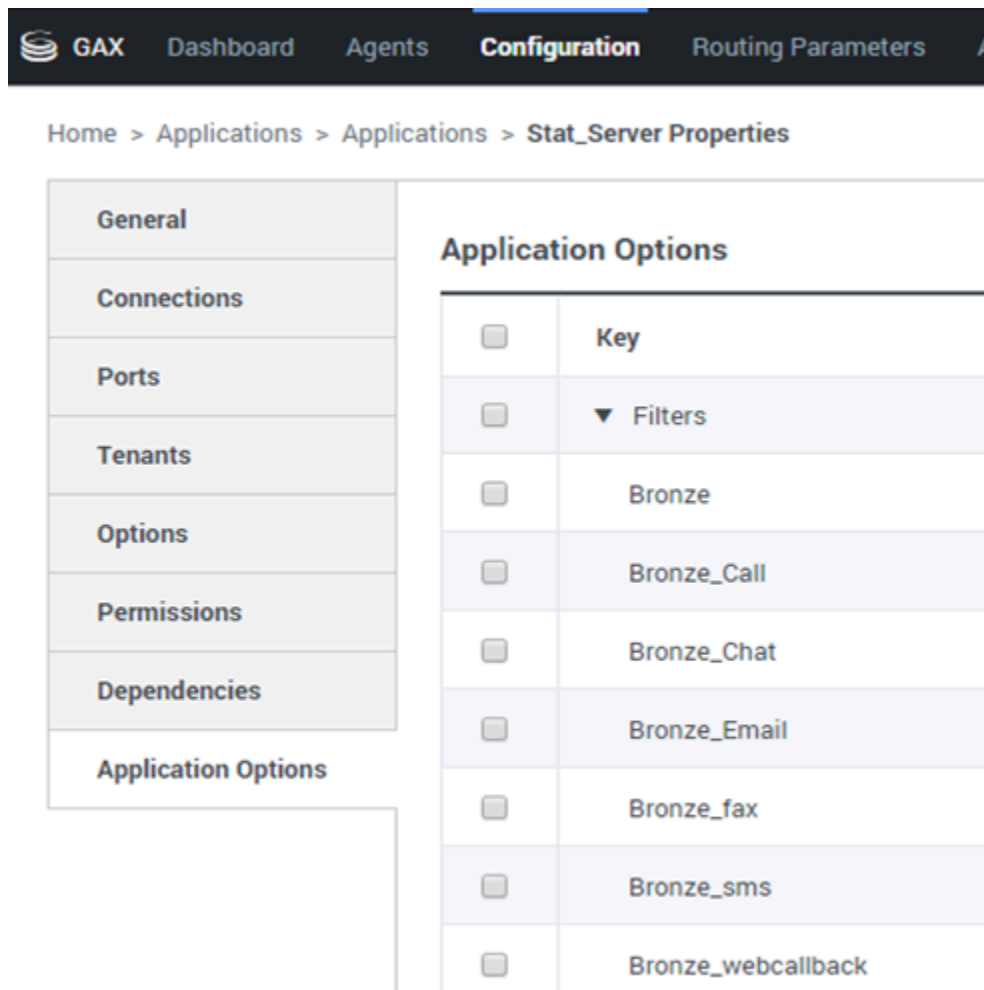 GAX Dashboard Agents Configuration Routing Parameters
Home > Applications > Applications > Stat_Server Properties
General
Connections
Ports
Tenants
Options
Permissions
Dependencies
Application Options
Application Options
Key
Filters
Bronze
Bronze_Call
Bronze_Chat
Bronze_Email
Bronze_fax
Bronze_sms
Bronze_webcallback